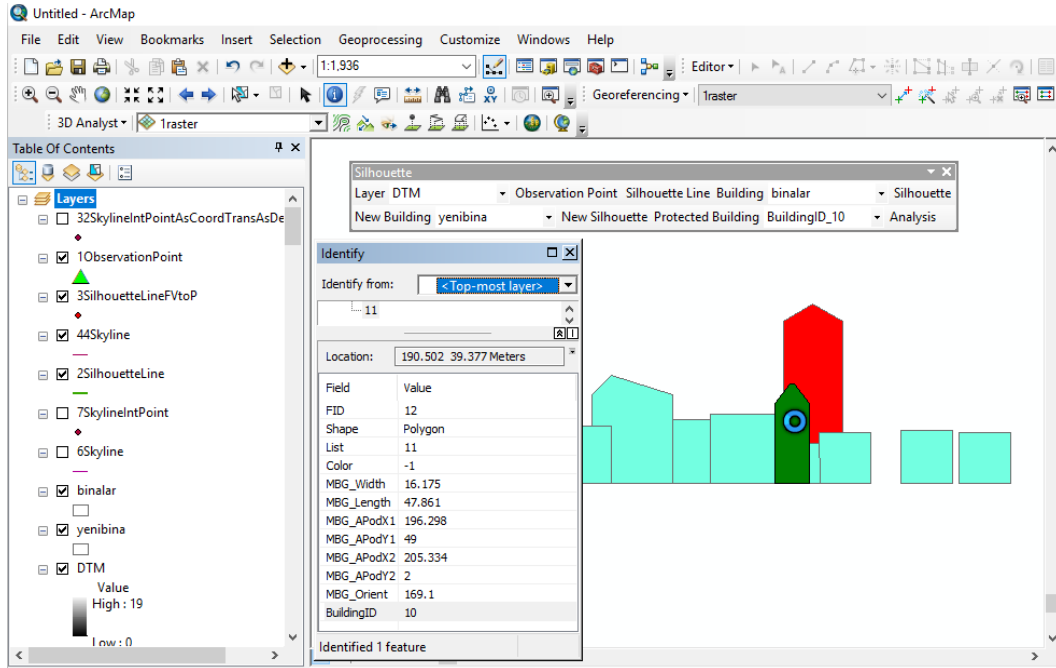 Untitled - ArcMap
File Edit View Bookmarks Insert Selection Geoprocessing Customize Windows Help
1:1,936 Editor
Georeferencing 1raster
3D Analyst 1raster
Table Of Contents
Layers
32SkylineIntPointAsCoordTransAsDe
1ObservationPoint
3SilhouetteLineFVtoP
44Skyline
2SilhouetteLine
7SkylineIntPoint
6Skyline
binalar
yenibina
DTM
Value
High : 19
Low : 0
Silhouette
Layer DTM Observation Point Silhouette Line Building binalar Silhouette
New Building yenibina New Silhouette Protected Building BuildingID_10 Analysis
Identify
Identify from: <Top-most layer>
11
Location: 190.502 39.377 Meters
Field Value
FID 12
Shape Polygon
List 11
Color -1
MBG_Width 16.175
MBG_Length 47.861
MBG_APodX1 196.298
MBG_APodY1 49
MBG_APodX2 205.334
MBG_APodY2 2
MBG_Orient 169.1
BuildingID 10
Identified 1 feature